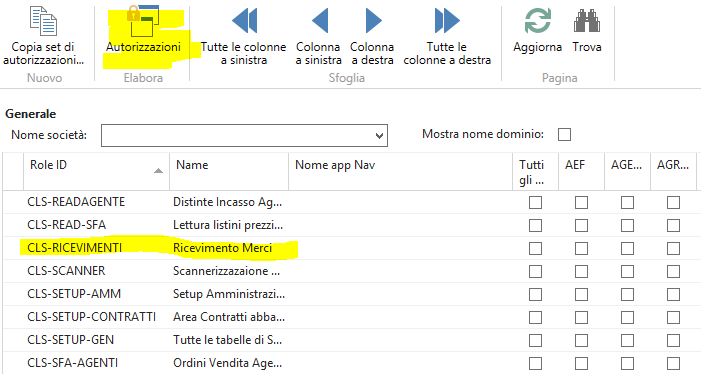 Copia set di autorizzazioni...
Autorizzazioni
Tutte le colonne a sinistra
Colonna a sinistra
Colonna a destra
Tutte le colonne a destra
Aggiorna
Trova
Nuovo
Elabora
Sfoglia
Pagina
Generale
Nome società:
Mostra nome dominio:
Role ID Name Nome app Nav Tutti gli ... AEF AGE... AGR...
CLS-READAGENTE Distinte Incasso Ag...
CLS-READ-SFA Lettura listini prezzi...
CLS-RICEVIMENTI Ricevimento Merci
CLS-SCANNER Scannerizzazaione ...
CLS-SETUP-AMM Setup Amministrazi...
CLS-SETUP-CONTRATTI Area Contratti abba...
CLS-SETUP-GEN Tutte le tabelle di S...
CLS-SFA-AGENTI Ordini Vendita Age...